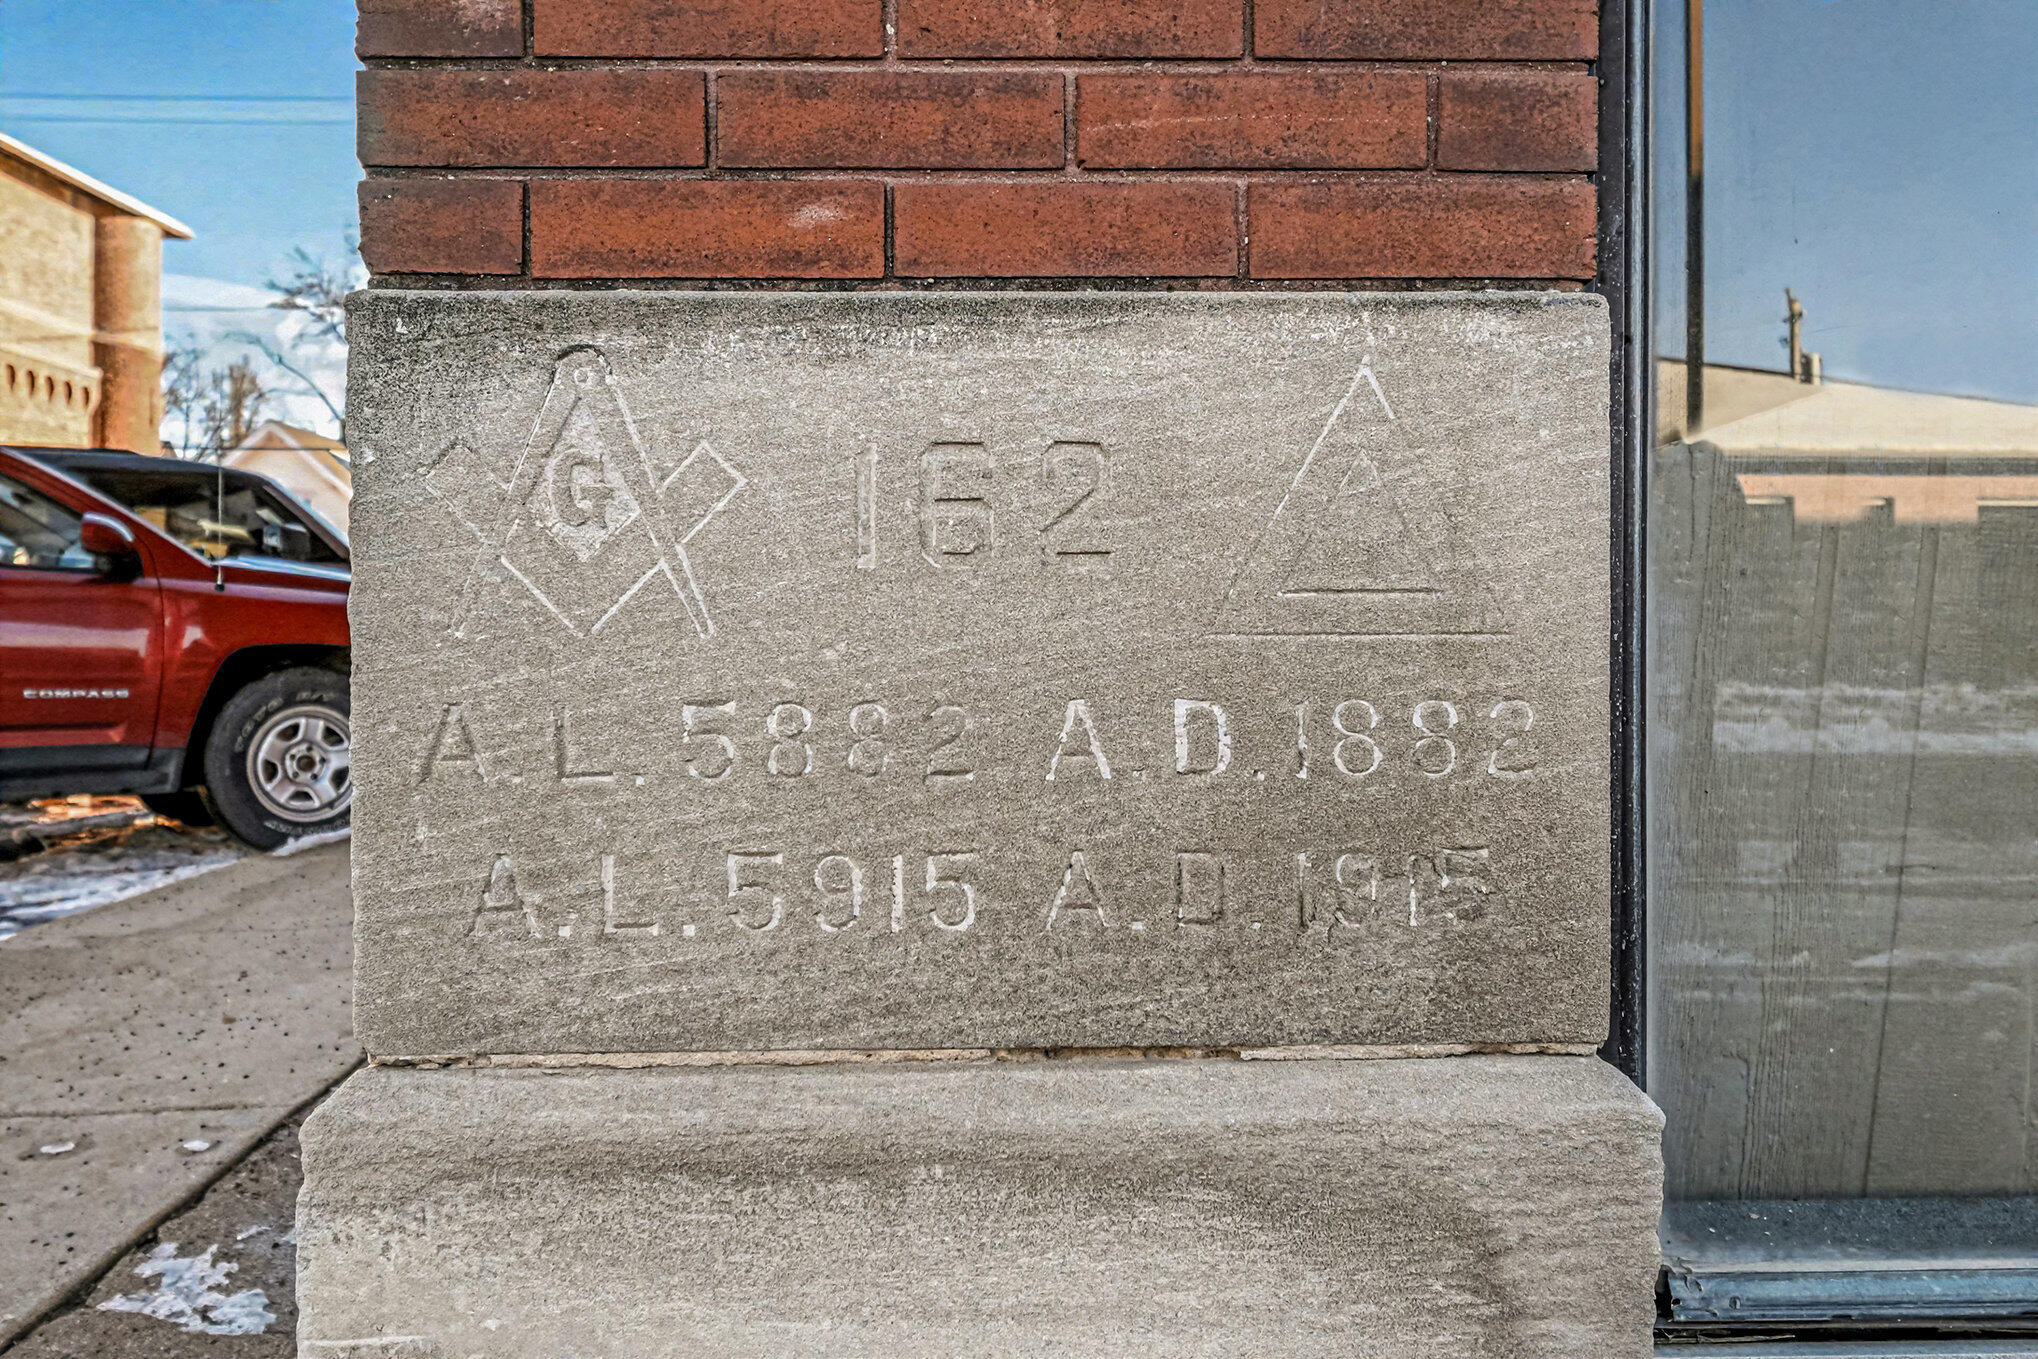 G 162
A.L. 5882 A.D. 1882
A.L. 5915 A.D. 1915
COMPASS